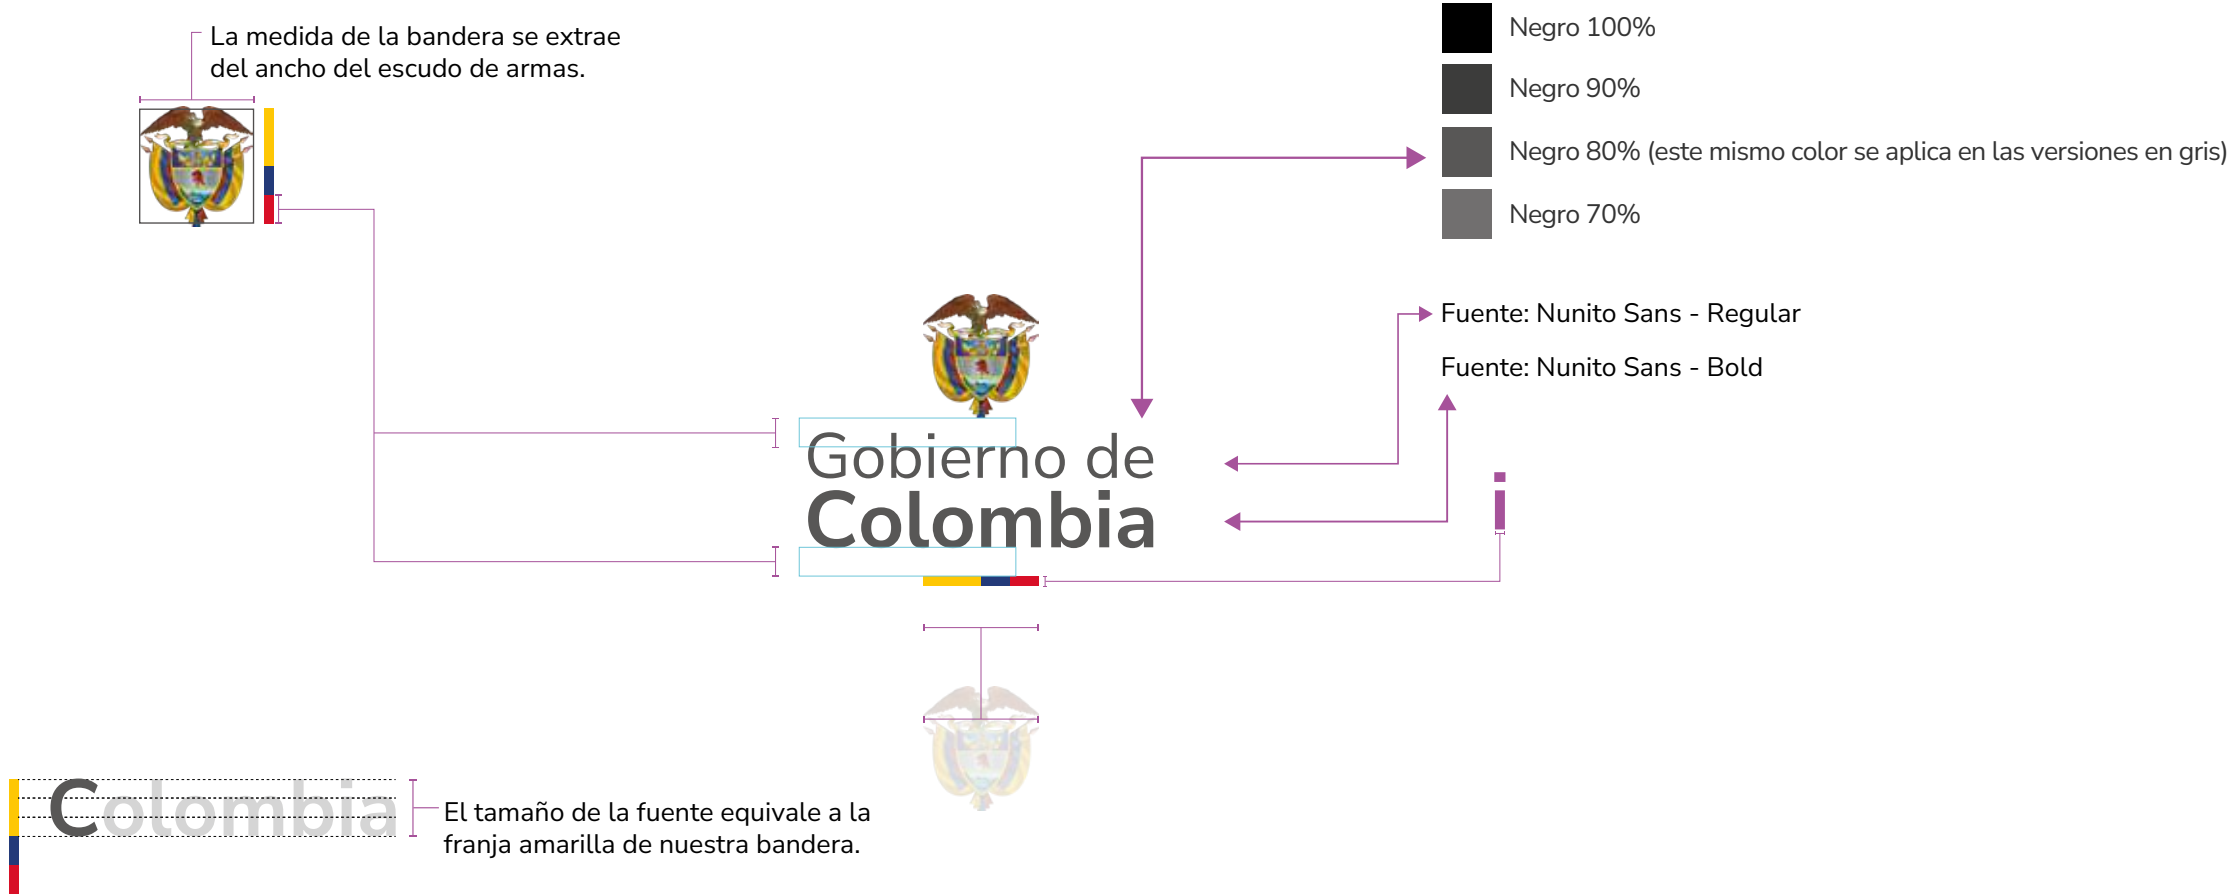 La medida de la bandera se extrae
del ancho del escudo de armas.
Negro 100%
Negro 90%
Negro 80% (este mismo color se aplica en las versiones en gris)
Negro 70%
Fuente: Nunito Sans - Regular
Fuente: Nunito Sans - Bold
Gobierno de
Colombia
i
Colombia
El tamaño de la fuente equivale a la
franja amarilla de nuestra bandera.